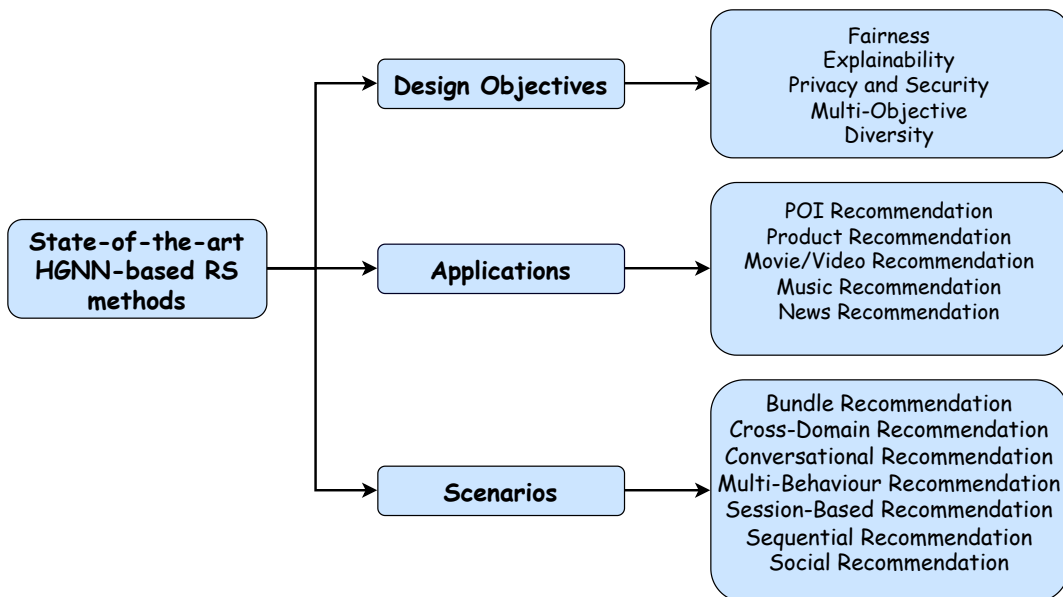 State-of-the-art
HGNN-based RS
methods
Design Objectives
Fairness
Explainability
Privacy and Security
Multi-Objective
Diversity
Applications
POI Recommendation
Product Recommendation
Movie/Video Recommendation
Music Recommendation
News Recommendation
Scenarios
Bundle Recommendation
Cross-Domain Recommendation
Conversational Recommendation
Multi-Behaviour Recommendation
Session-Based Recommendation
Sequential Recommendation
Social Recommendation